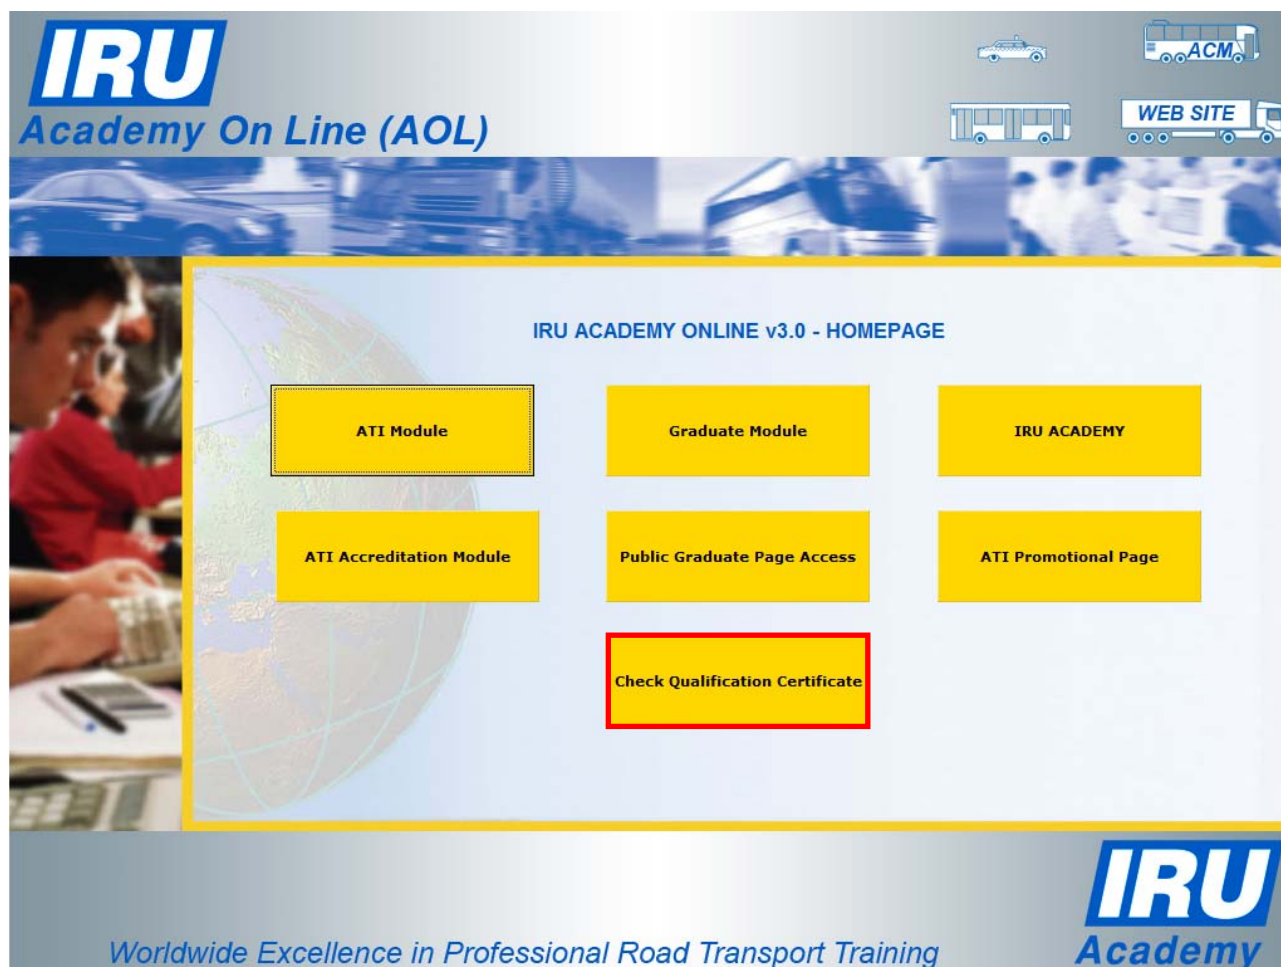 IRU
Academy On Line (AOL)
ACM
WEB SITE
IRU ACADEMY ONLINE v3.0 - HOMEPAGE
ATI Module
Graduate Module
IRU ACADEMY
ATI Accreditation Module
Public Graduate Page Access
ATI Promotional Page
Check Qualification Certificate
IRU
Academy
Worldwide Excellence in Professional Road Transport Training